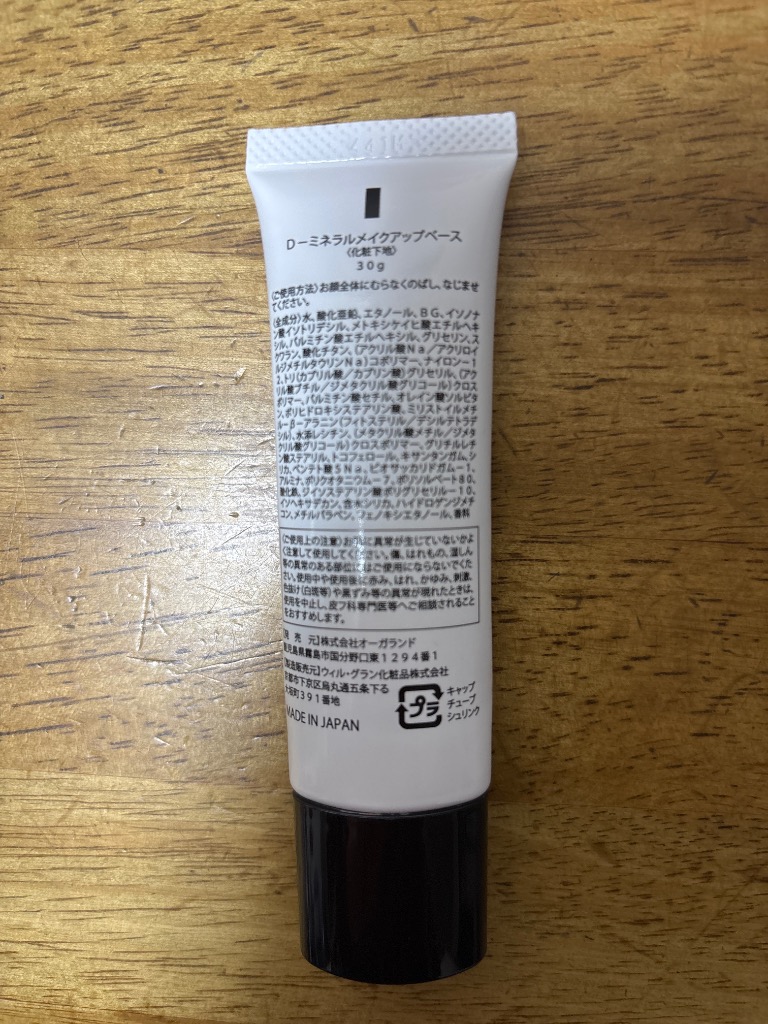 D－ミネラルメイクアップベース
〈化粧下地〉
30g
〈ご使用方法〉お顔全体にむらなくのばし、なじませ
てください。
〈全成分〉水、酸化亜鉛、エタノール、BG、イソノナ
ン酸イソトリデシル、メトキシケイヒ酸エチルヘキ
シル、パルミチン酸エチルヘキシル、グリセリン、ス
クワラン、酸化チタン、(アクリル酸Na／アクリロイ
ルジメチルタウリンNa)コポリマー、ナイロン－1
2、トリ(カプリル酸／カプリン酸)グリセリル、(アク
リル酸ブチル／ジメタクリル酸グリコール)クロス
ポリマー、パルミチン酸セチル、オレイン酸ソルビタ
ン、ポリヒドロキシステアリン酸、ミリストイルメチ
ル－β－アラニン(フィトステリル／デシルテトラデ
シル)、水添レシチン、(メタクリル酸メチル／ジメタ
クリル酸グリコール)クロスポリマー、グリチルレチ
ン酸ステアリル、トコフェロール、キサンタンガム、シ
リカ、ペンテト酸5Na、ビオサッカリドガム－1、
アルミナ、ポリクオタニウム－7、ポリソルベート80、
酸化鉄、ジイソステアリン酸ポリグリセリル－10、
イソヘキサデカン、含水シリカ、ハイドロゲンジメチ
コン、メチルパラベン、フェノキシエタノール、香料
〈ご使用上の注意〉お肌に異常が生じていないかよ
く注意して使用してください。傷、はれもの、湿しん
等の異常のある部位にはご使用にならないでくだ
さい。使用中や使用後に赤み、はれ、かゆみ、刺激、
色抜け(白斑等)や黒ずみ等の異常が現れたときは、
使用を中止し、皮フ科専門医等へご相談されること
をおすすめします。
売 元】株式会社オーガランド
鹿児島県霧島市国分野口東1294番1
製造販売元】ウィル・グラン化粧品株式会社
京都市下京区烏丸通五条下る
大坂町391番地
MADE IN JAPAN
プラ
キャップ
チューブ
シュリンク